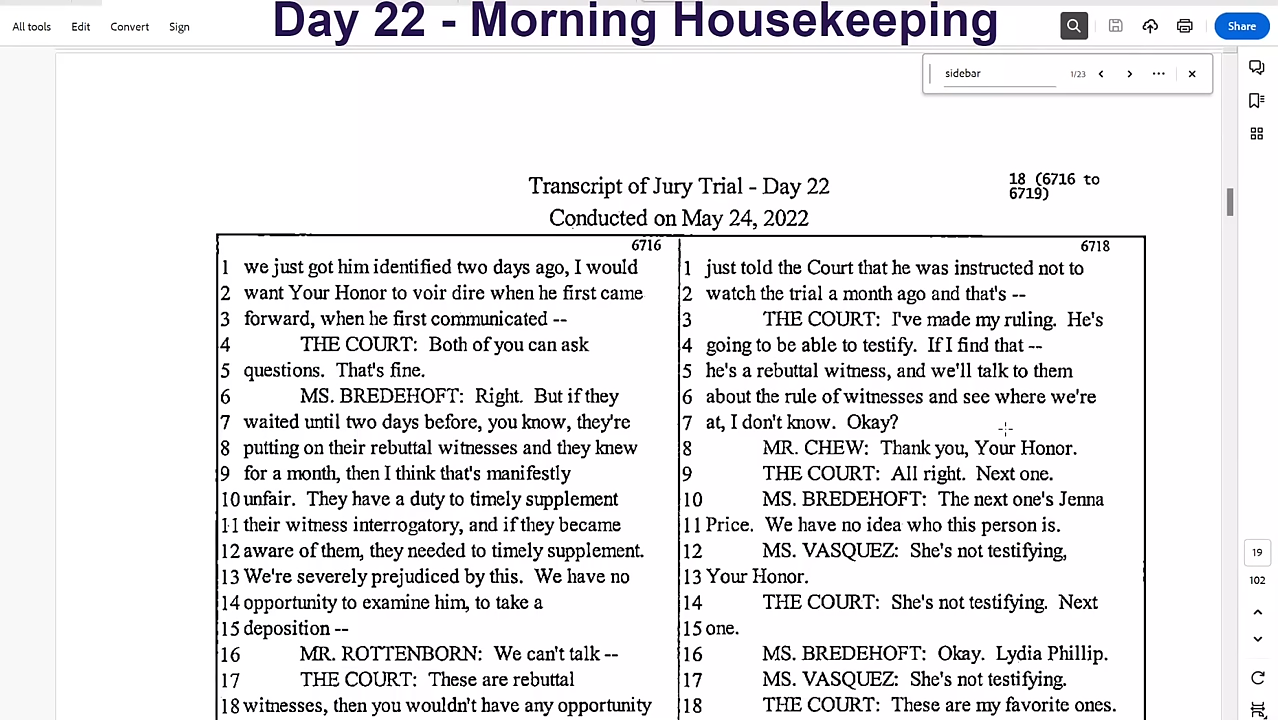 Day 22 - Morning Housekeeping
All tools Edit Convert Sign
Share
sidebar 1/23
Transcript of Jury Trial - Day 22
Conducted on May 24, 2022
18 (6716 to
6719)
6716
1 we just got him identified two days ago, I would
2 want Your Honor to voir dire when he first came
3 forward, when he first communicated --
4 THE COURT: Both of you can ask
5 questions. That's fine.
6 MS. BREDEHOFT: Right. But if they
7 waited until two days before, you know, they're
8 putting on their rebuttal witnesses and they knew
9 for a month, then I think that's manifestly
10 unfair. They have a duty to timely supplement
11 their witness interrogatory, and if they became
12 aware of them, they needed to timely supplement.
13 We're severely prejudiced by this. We have no
14 opportunity to examine him, to take a
15 deposition --
16 MR. ROTTENBORN: We can't talk --
17 THE COURT: These are rebuttal
18 witnesses, then you wouldn't have any opportunity
6718
1 just told the Court that he was instructed not to
2 watch the trial a month ago and that's --
3 THE COURT: I've made my ruling. He's
4 going to be able to testify. If I find that --
5 he's a rebuttal witness, and we'll talk to them
6 about the rule of witnesses and see where we're
7 at, I don't know. Okay?
8 MR. CHEW: Thank you, Your Honor.
9 THE COURT: All right. Next one.
10 MS. BREDEHOFT: The next one's Jenna
11 Price. We have no idea who this person is.
12 MS. VASQUEZ: She's not testifying,
13 Your Honor.
14 THE COURT: She's not testifying. Next
15 one.
16 MS. BREDEHOFT: Okay. Lydia Phillip.
17 MS. VASQUEZ: She's not testifying.
18 THE COURT: These are my favorite ones.
19
102